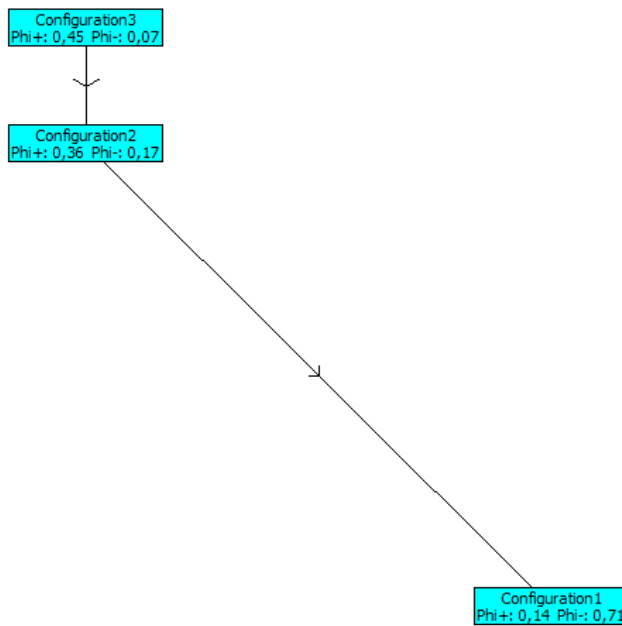 Configuration3
Phi+: 0,45 Phi-: 0,07
Configuration2
Phi+: 0,36 Phi-: 0,17
Configuration1
Phi+: 0,14 Phi-: 0,71